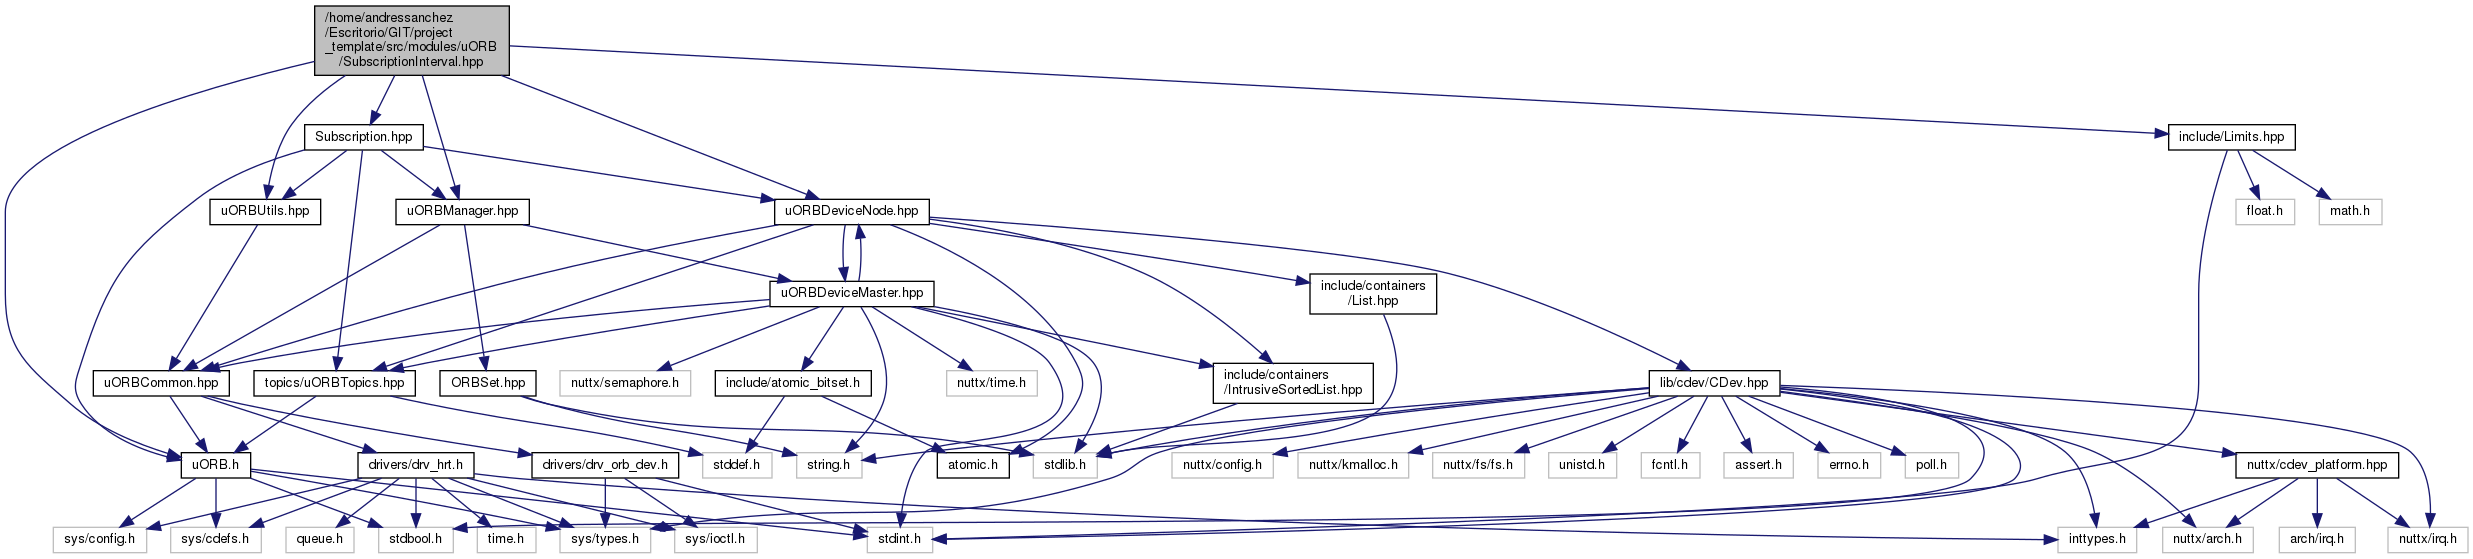 /home/andressanchez
/Escritorio/GIT/project
_template/src/modules/uORB
/SubscriptionInterval.hpp
Subscription.hpp
include/Limits.hpp
uORBUtils.hpp
uORBManager.hpp
uORBDeviceNode.hpp
float.h
math.h
uORBDeviceMaster.hpp
include/containers
/List.hpp
uORBCommon.hpp
topics/uORBTopics.hpp
ORBSet.hpp
nuttx/semaphore.h
include/atomic_bitset.h
nuttx/time.h
include/containers
/IntrusiveSortedList.hpp
lib/cdev/CDev.hpp
uORB.h
drivers/drv_hrt.h
drivers/drv_orb_dev.h
stddef.h
string.h
atomic.h
stdlib.h
nuttx/config.h
nuttx/kmalloc.h
nuttx/fs/fs.h
unistd.h
fcntl.h
assert.h
errno.h
poll.h
nuttx/cdev_platform.hpp
sys/config.h
sys/cdefs.h
queue.h
stdbool.h
time.h
sys/types.h
sys/ioctl.h
stdint.h
inttypes.h
nuttx/arch.h
arch/irq.h
nuttx/irq.h